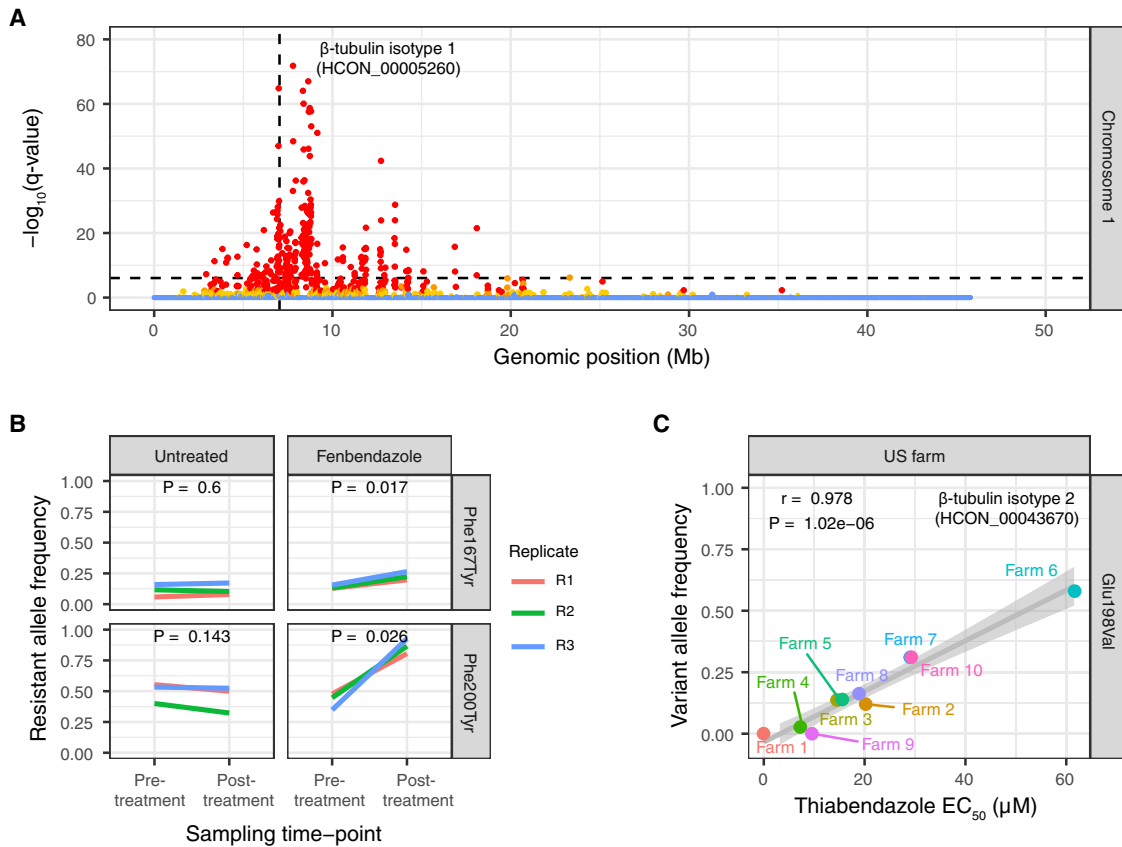 A
β-tubulin isotype 1
(HCON_00005260)
80
60
40
20
0
−log10(q-value)
Chromosome 1
0 10 20 30 40 50
Genomic position (Mb)
B
Untreated Fenbendazole
P = 0.6 P = 0.017
1.00
0.75
0.50
0.25
0.00
Phe167Tyr
P = 0.143 P = 0.026
1.00
0.75
0.50
0.25
0.00
Phe200Tyr
Resistant allele frequency
Pre- Post- Pre- Post-
treatment treatment treatment treatment
Sampling time−point
Replicate
R1
R2
R3
C
US farm
r = 0.978
P = 1.02e−06
β-tubulin isotype 2
(HCON_00043670)
1.00
0.75
0.50
0.25
0.00
Variant allele frequency
Glu198Val
Farm 6
Farm 7
Farm 5
Farm 10
Farm 8
Farm 4
Farm 2
Farm 3
Farm 1
Farm 9
0 20 40 60
Thiabendazole EC50 (μM)